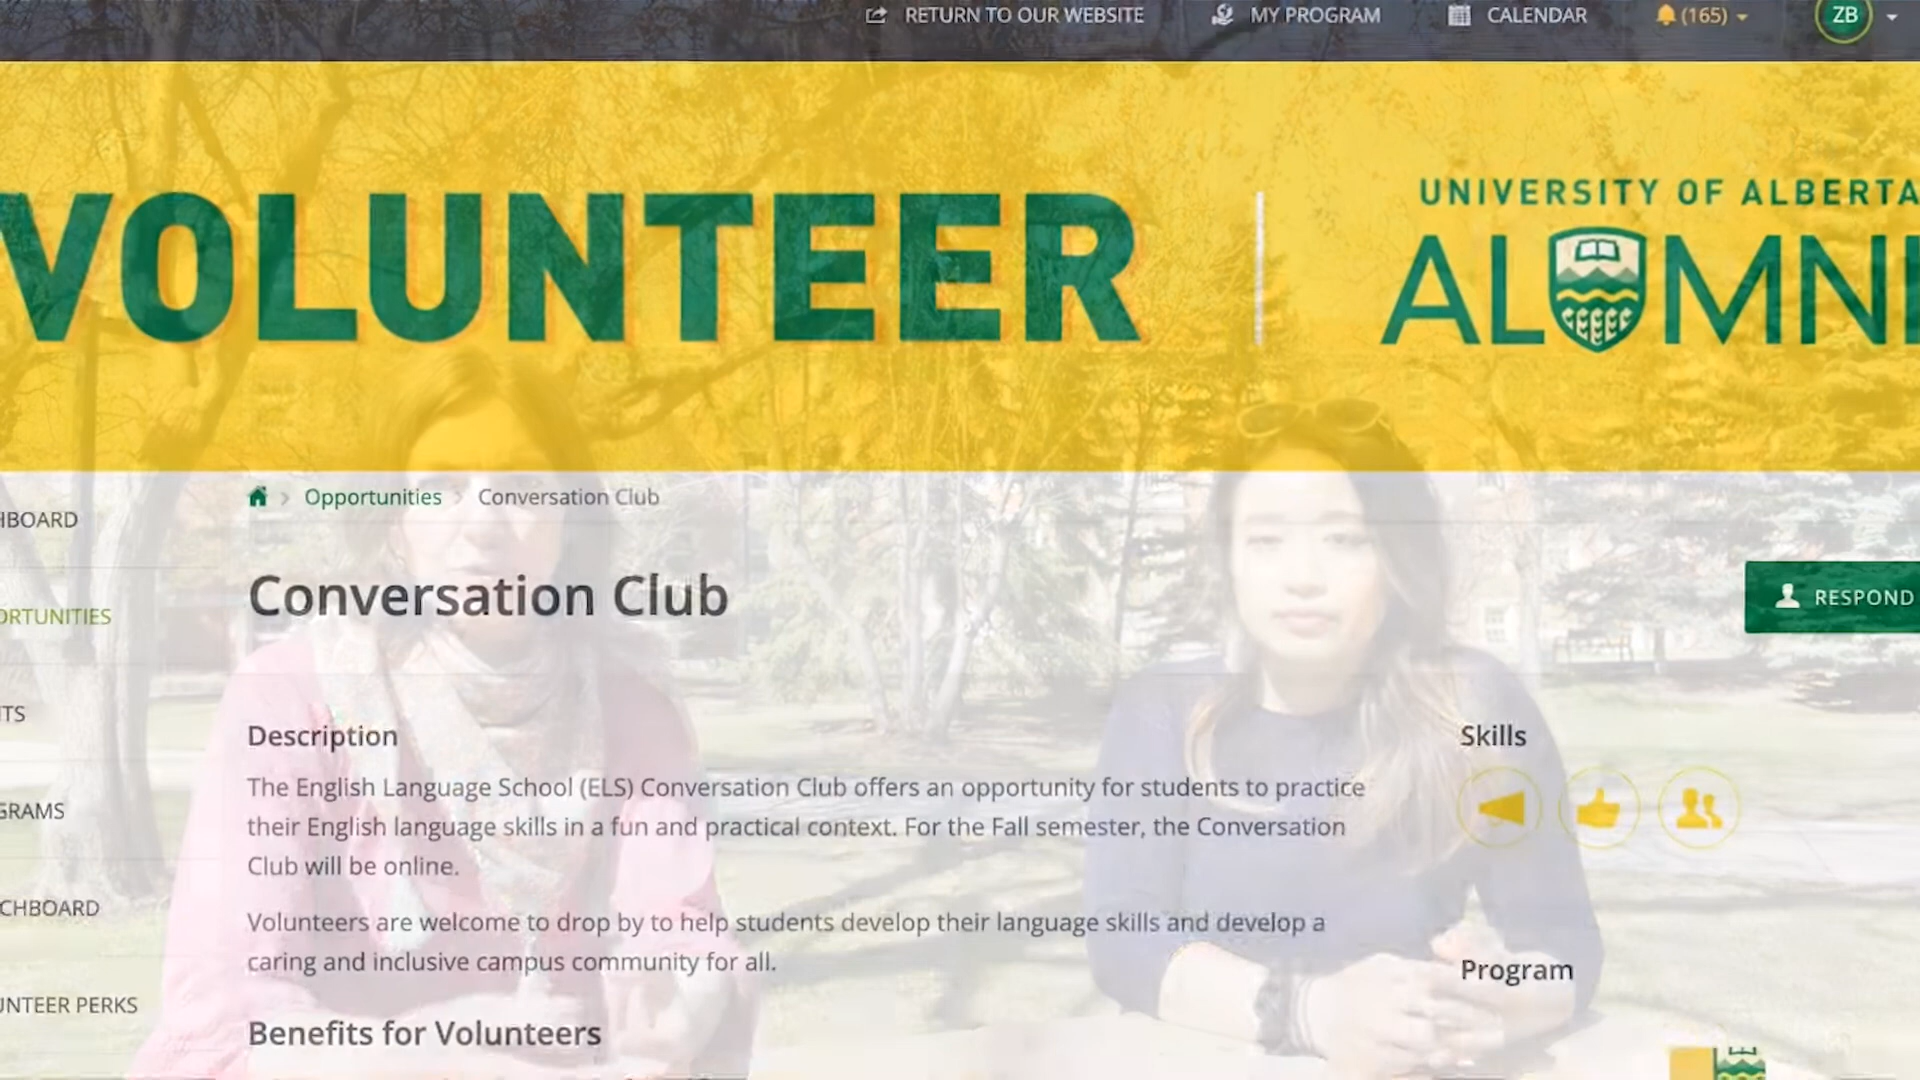 RETURN TO OUR WEBSITE
MY PROGRAM
CALENDAR
(165)
ZB
VOLUNTEER
UNIVERSITY OF ALBERTA
ALUMNI
Opportunities
Conversation Club
HBOARD
ORTUNITIES
TS
GRAMS
CHBOARD
UNTEER PERKS
Conversation Club
RESPOND
Description
The English Language School (ELS) Conversation Club offers an opportunity for students to practice
their English language skills in a fun and practical context. For the Fall semester, the Conversation
Club will be online.
Volunteers are welcome to drop by to help students develop their language skills and develop a
caring and inclusive campus community for all.
Benefits for Volunteers
Skills
Program